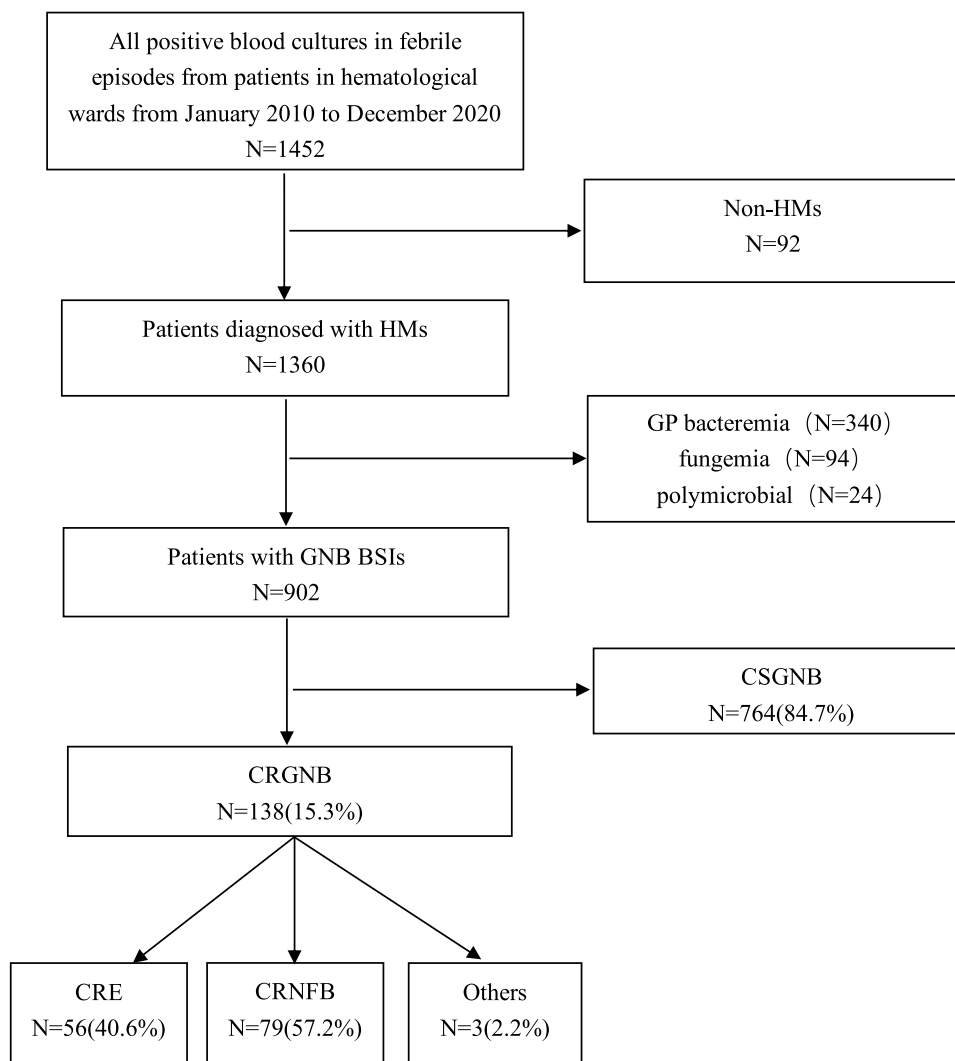 All positive blood cultures in febrile
episodes from patients in hematological
wards from January 2010 to December 2020
N=1452
Non-HMs
N=92
Patients diagnosed with HMs
N=1360
GP bacteremia（N=340）
fungemia（N=94）
polymicrobial（N=24）
Patients with GNB BSIs
N=902
CSGNB
N=764(84.7%)
CRGNB
N=138(15.3%)
CRE
N=56(40.6%)
CRNFB
N=79(57.2%)
Others
N=3(2.2%)